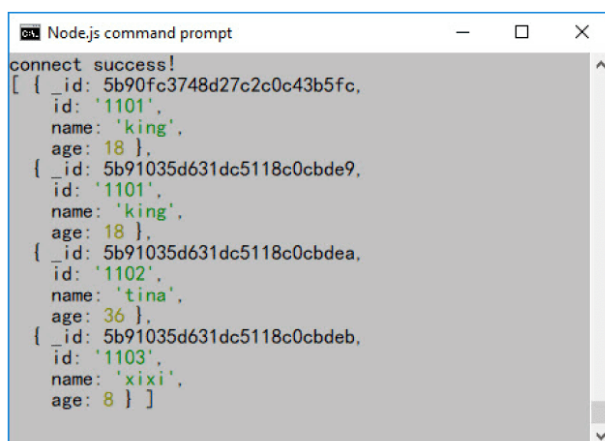 Node.js command prompt
connect success!
[ { _id: 5b90fc3748d27c2c0c43b5fc,
id: '1101',
name: 'king',
age: 18 },
{ _id: 5b91035d631dc5118c0cbde9,
id: '1101',
name: 'king',
age: 18 },
{ _id: 5b91035d631dc5118c0cbdea,
id: '1102',
name: 'tina',
age: 36 },
{ _id: 5b91035d631dc5118c0cbdeb,
id: '1103',
name: 'xixi',
age: 8 } ]